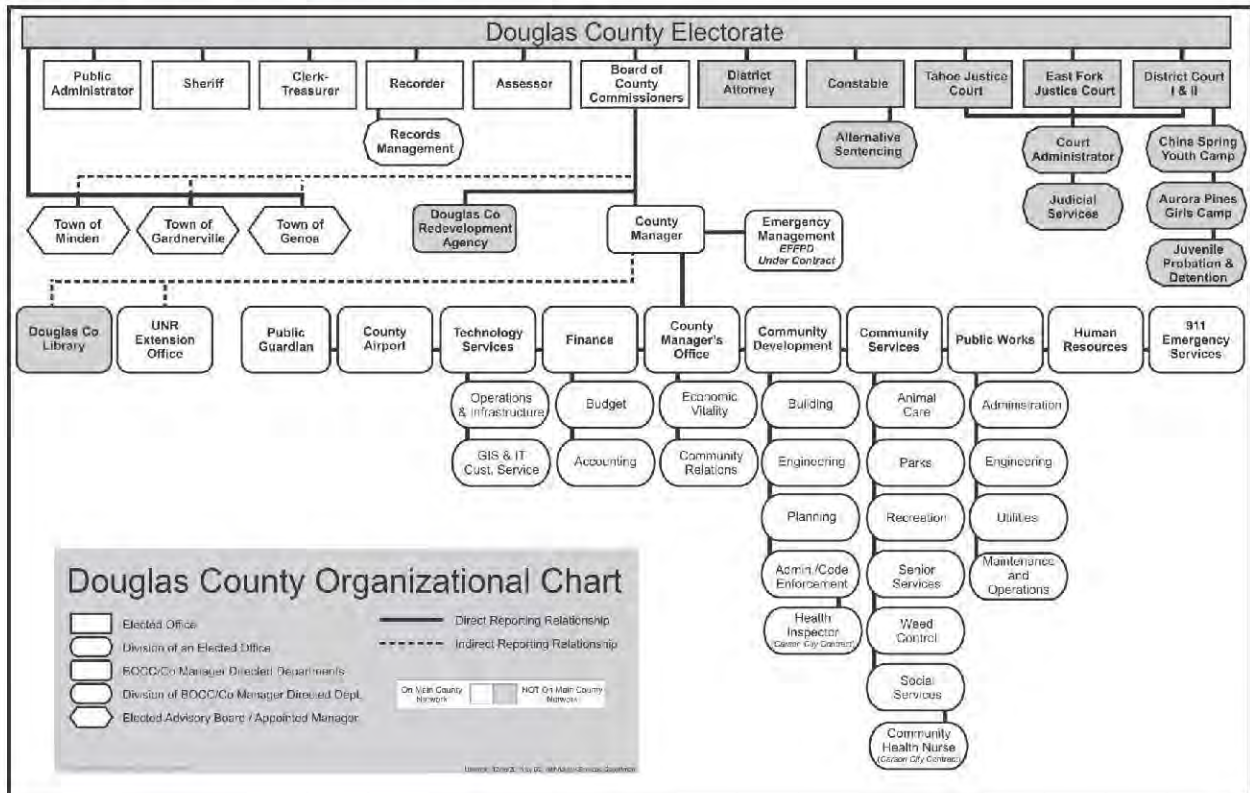 Douglas County Electorate
Public
Administrator
Sheriff
Clerk-
Treasurer
Recorder
Assessor
Board of
County
Commissioners
District
Attorney
Constable
Tahoe Justice
Court
East Fork
Justice Court
District Court
I & II
Records
Management
Alternative
Sentencing
Court
Administrator
China Spring
Youth Camp
Judicial
Services
Aurora Pines
Girls Camp
Juvenile
Probation &
Detention
Town of
Minden
Town of
Gardnerville
Town of
Genoa
Douglas Co
Redevelopment
Agency
County
Manager
Emergency
Management
EFFPD
Under Contract
Douglas Co
Library
UNR
Extension
Office
Public
Guardian
County
Airport
Technology
Services
Finance
County
Manager's
Office
Community
Development
Community
Services
Public Works
Human
Resources
911
Emergency
Services
Operations
& Infrastructure
GIS & IT
Cust. Service
Budget
Accounting
Economic
Vitality
Community
Relations
Building
Engineering
Planning
Admin./Code
Enforcement
Health
Inspector
(Carson City Contract)
Animal
Care
Parks
Recreation
Senior
Services
Weed
Control
Social
Services
Community
Health Nurse
(Carson City Contract)
Administration
Engineering
Utilities
Maintenance
and
Operations
Douglas County Organizational Chart
Elected Office
Division of an Elected Office
BOCC/Co Manager Directed Departments
Division of BOCC/Co Manager Directed Dept.
Elected Advisory Board / Appointed Manager
Direct Reporting Relationship
Indirect Reporting Relationship
On Main County
Network
NOT On Main County
Network